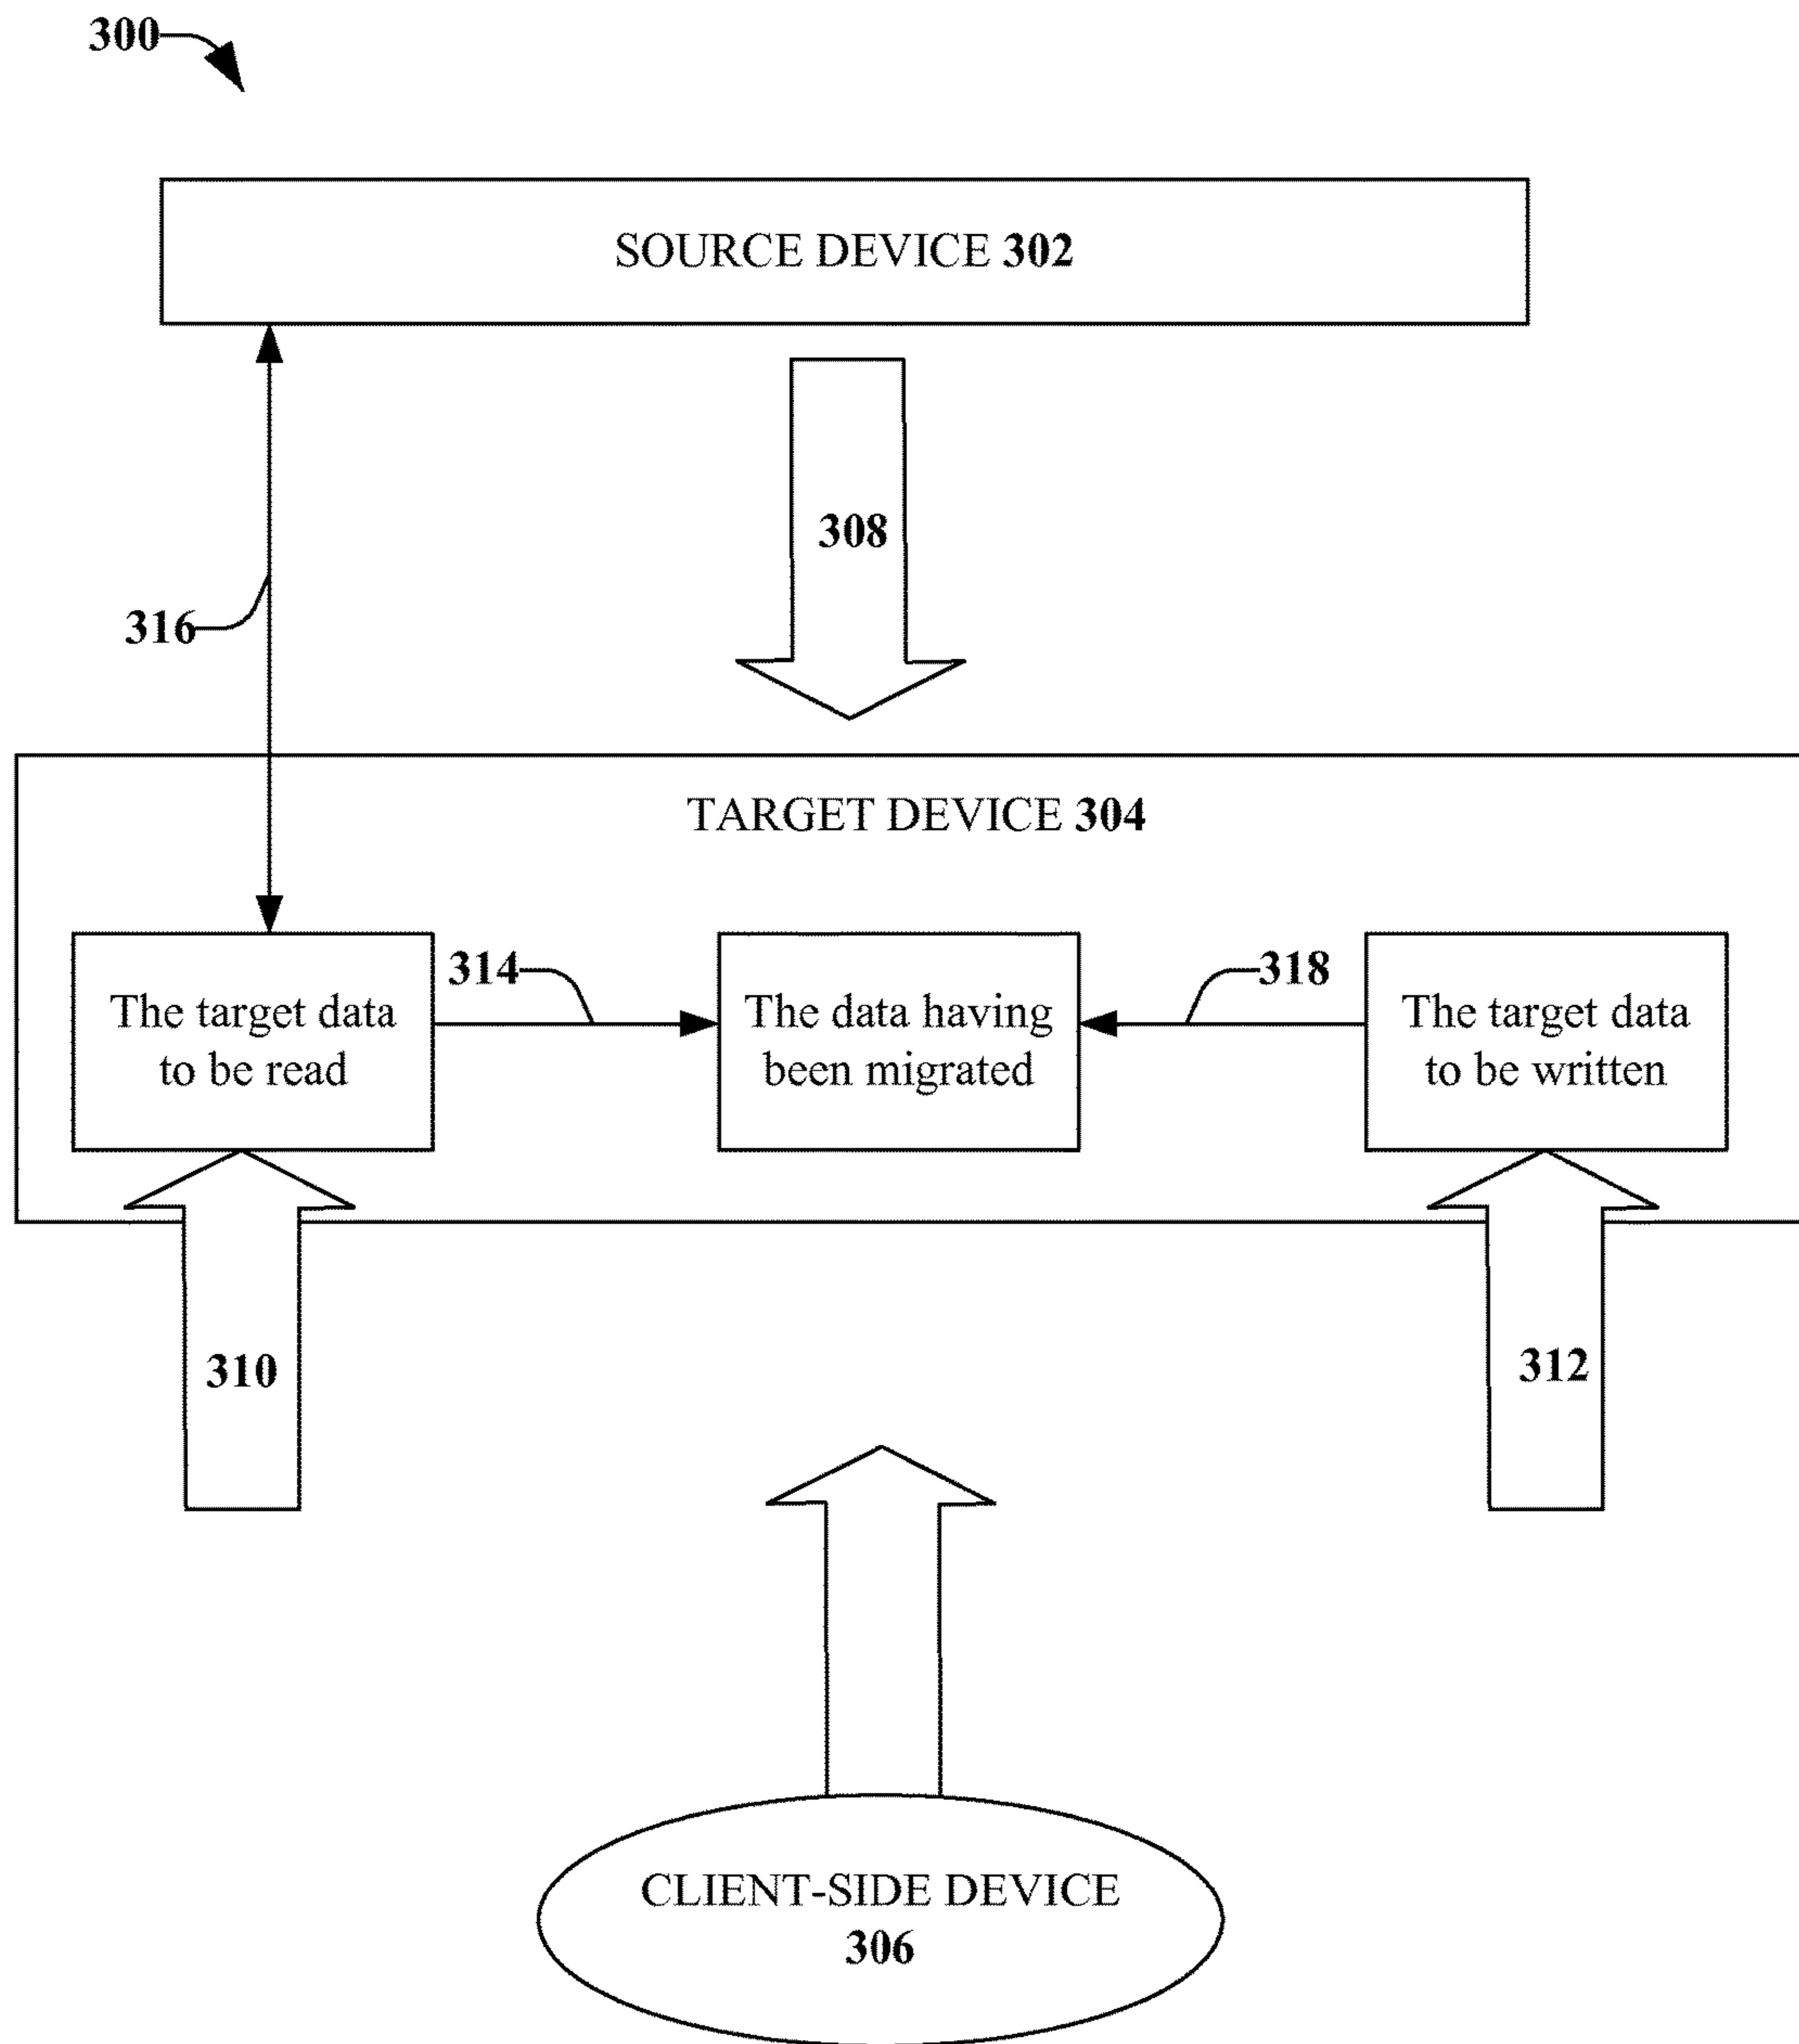 300
SOURCE DEVICE 302
308
316
TARGET DEVICE 304
The target data
to be read
314
The data having
been migrated
318
The target data
to be written
310
312
CLIENT-SIDE DEVICE
306